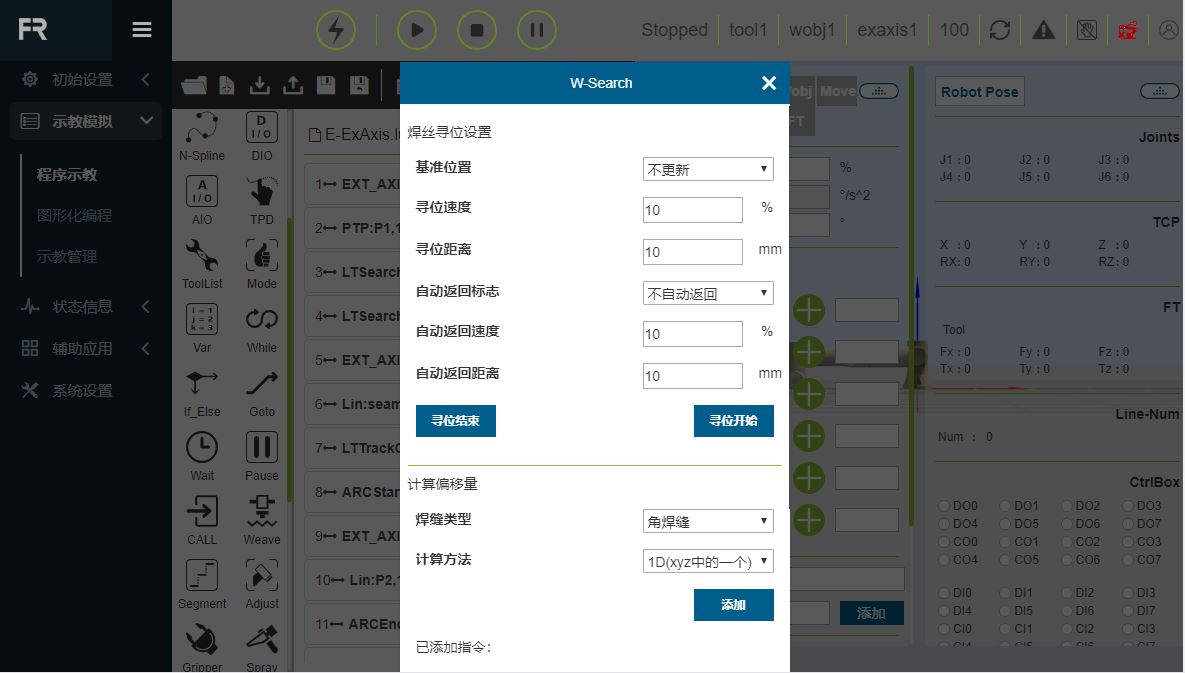 FR
Stopped tool1 wobj1 exaxis1 100
初始设置
示教模拟
程序示教
图形化编程
示教管理
状态信息
辅助应用
系统设置
N-Spline DIO
AIO TPD
ToolList Mode
Var While
If_Else Goto
Wait Pause
CALL Weave
Segment Adjust
Gripper Spray
E-ExAxis.lu
1 EXT_AXI
2 PTP:P1,1
3 LTSearch
4 LTSearch
5 EXT_AXI
6 Lin:seam
7 LTTrackO
8 ARCStar
9 EXT_AXI
10 Lin:P2,1
11 ARCEnd
W-Search
焊丝寻位设置
基准位置 不更新
寻位速度 10 %
寻位距离 10 mm
自动返回标志 不自动返回
自动返回速度 10 %
自动返回距离 10 mm
寻位结束 寻位开始
计算偏移量
焊缝类型 角焊缝
计算方法 1D(xyz中的一个)
添加
已添加指令:
obj Move
FT
%
°/s^2
°
添加
Robot Pose
Joints
J1 : 0 J2 : 0 J3 : 0
J4 : 0 J5 : 0 J6 : 0
TCP
X : 0 Y : 0 Z : 0
RX: 0 RY: 0 RZ: 0
FT
Tool
Fx : 0 Fy : 0 Fz : 0
Tx : 0 Ty : 0 Tz : 0
Line-Num
Num : 0
CtrlBox
DO0 DO1 DO2 DO3
DO4 DO5 DO6 DO7
CO0 CO1 CO2 CO3
CO4 CO5 CO6 CO7
DI0 DI1 DI2 DI3
DI4 DI5 DI6 DI7
CI0 CI1 CI2 CI3
CI4 CI5 CI6 CI7